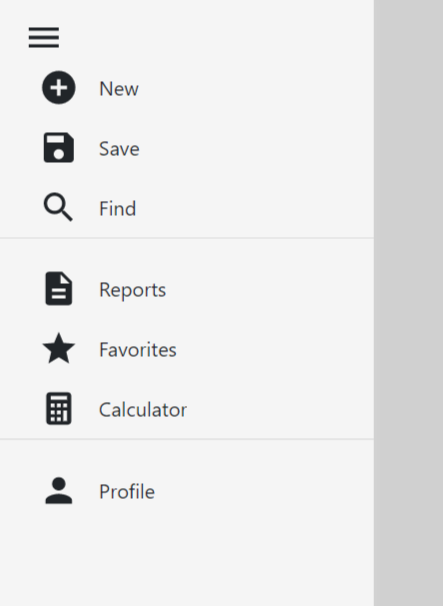 New
Save
Find
Reports
Favorites
Calculator
Profile